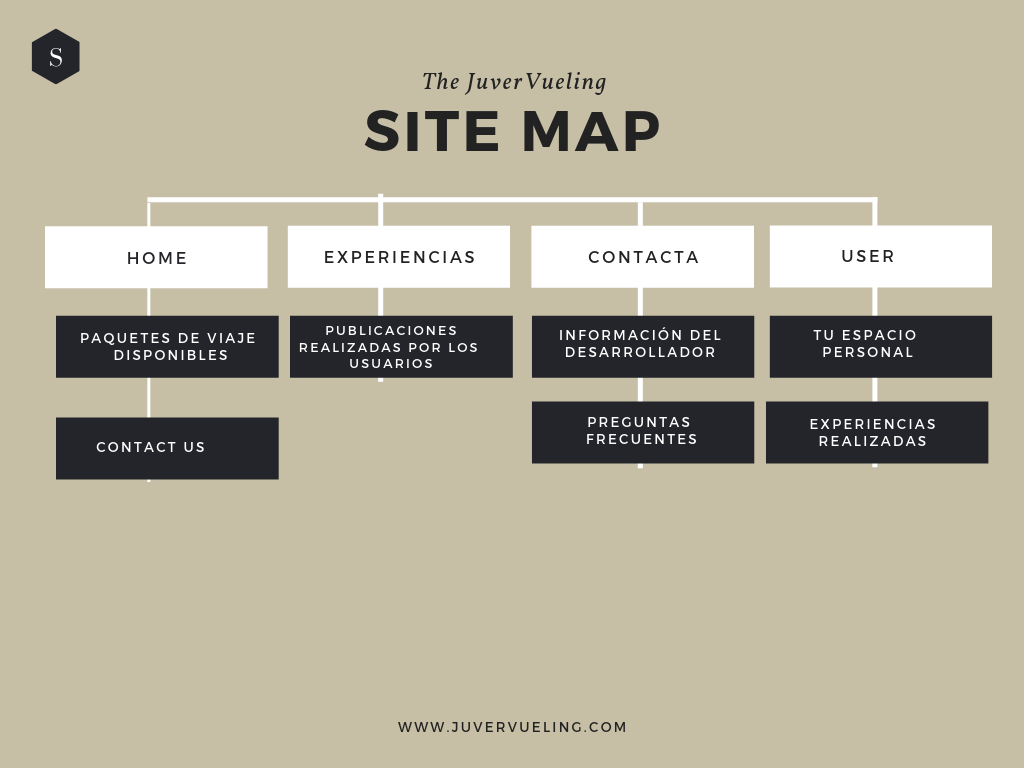 S
The JuverVueling
SITE MAP
HOME
EXPERIENCIAS
CONTACTA
USER
PAQUETES DE VIAJE
DISPONIBLES
PUBLICACIONES
REALIZADAS POR LOS
USUARIOS
INFORMACIÓN DEL
DESARROLLADOR
TU ESPACIO
PERSONAL
CONTACT US
PREGUNTAS
FRECUENTES
EXPERIENCIAS
REALIZADAS
WWW.JUVERVUELING.COM